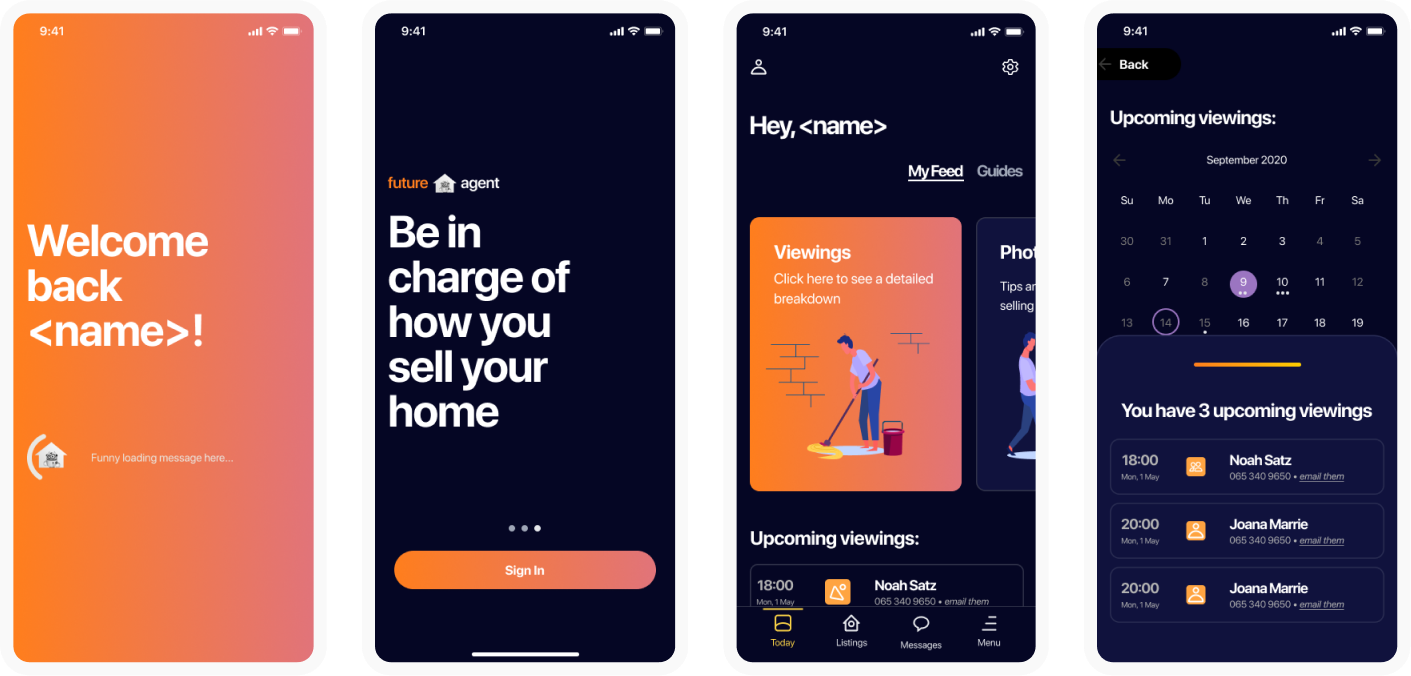 9:41
Welcome
back
<name>!
Funny loading message here...
9:41
future agent
Be in
charge of
how you
sell your
home
Sign In
9:41
Hey, <name>
My Feed Guides
Viewings
Click here to see a detailed
breakdown
Phot
Tips an
selling
Upcoming viewings:
18:00 Noah Satz
Mon, 1 May 065 340 9650 • email them
Today Listings Messages Menu
9:41
Back
Upcoming viewings:
September 2020
Su Mo Tu We Th Fr Sa
30 31 1 2 3 4 5
6 7 8 9 10 11 12
13 14 15 16 17 18 19
You have 3 upcoming viewings
18:00 Noah Satz
Mon, 1 May 065 340 9650 • email them
20:00 Joana Marrie
Mon, 1 May 065 340 9650 • email them
20:00 Joana Marrie
Mon, 1 May 065 340 9650 • email them